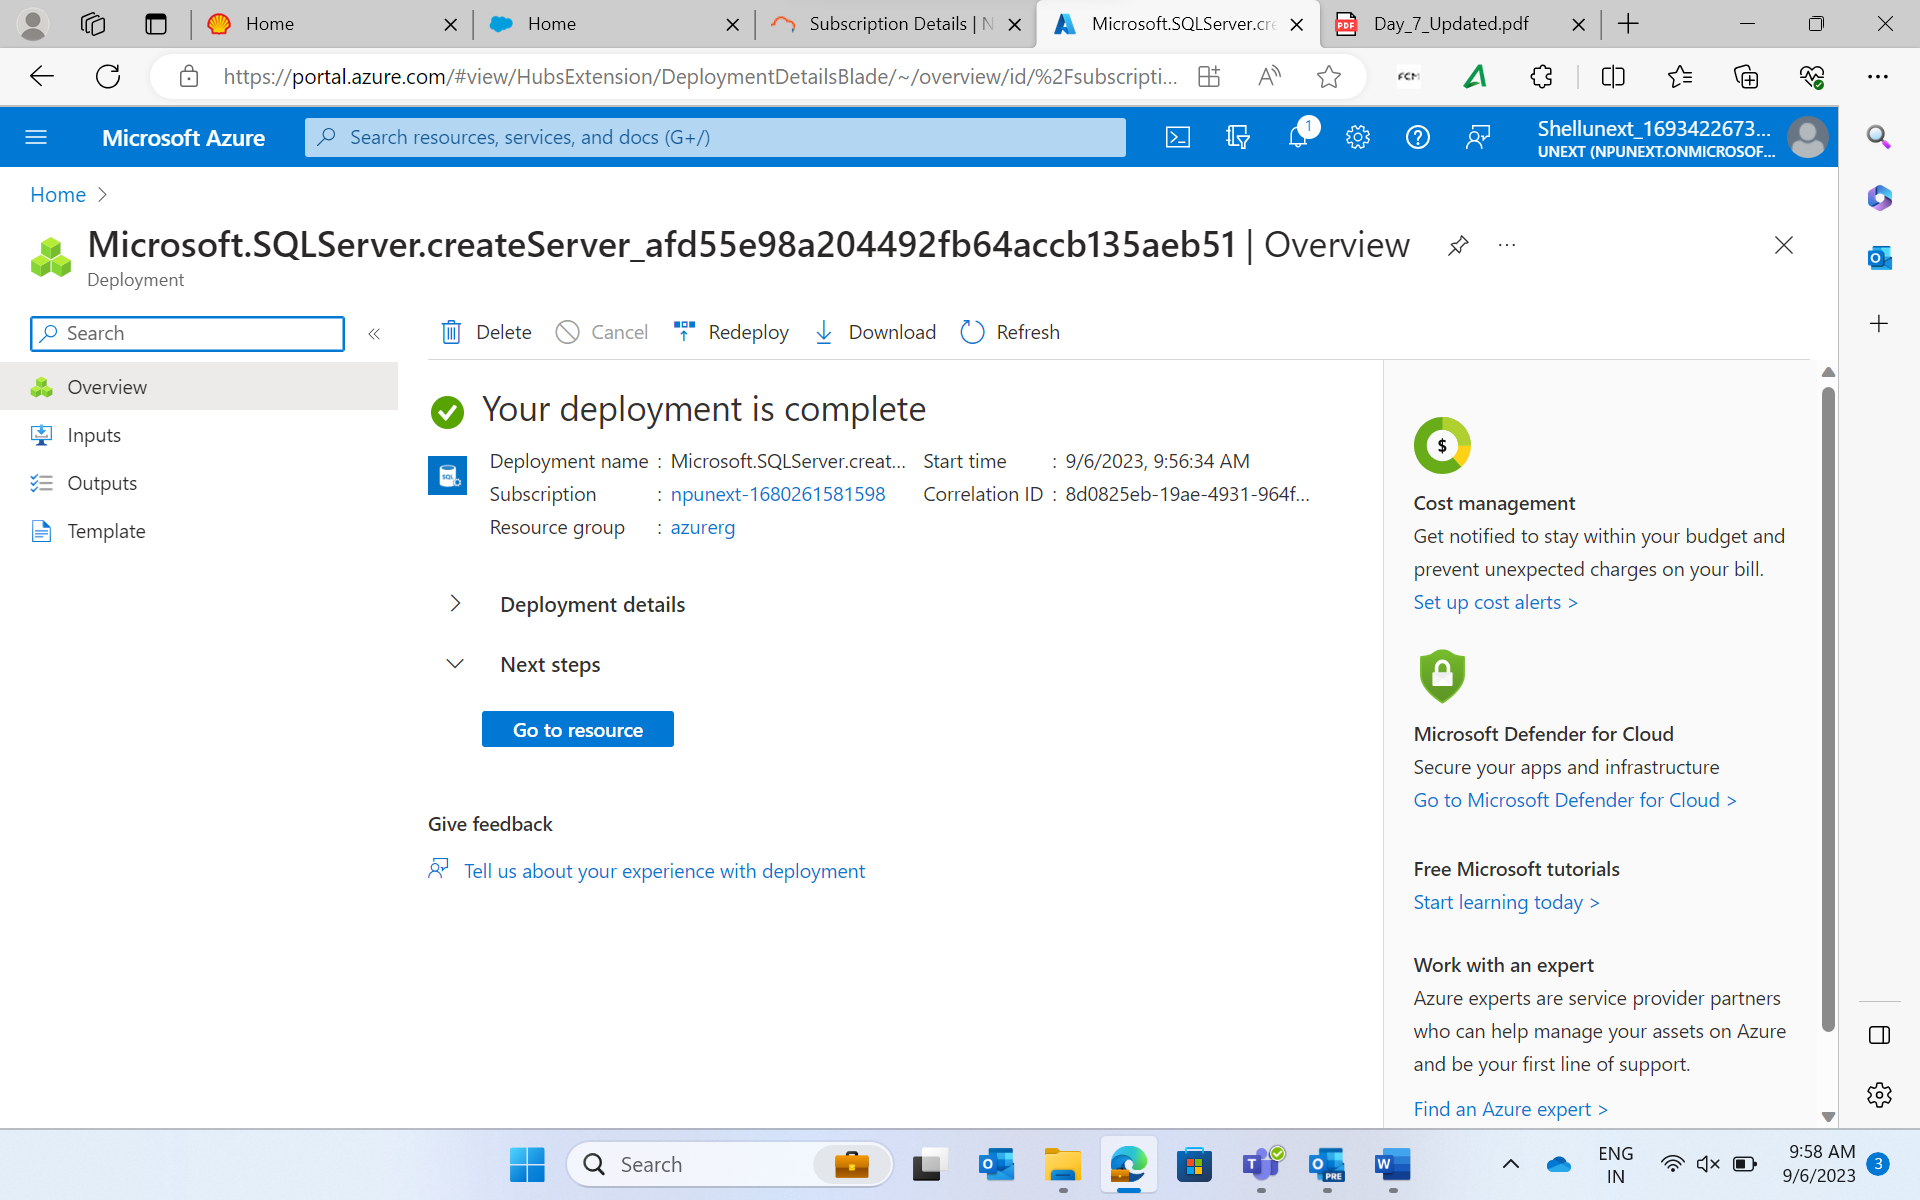 Home
Home
Subscription Details | N
Microsoft.SQLServer.cre
Day_7_Updated.pdf
https://portal.azure.com/#view/HubsExtension/DeploymentDetailsBlade/~/overview/id/%2Fsubscripti...
FCM
Microsoft Azure
Search resources, services, and docs (G+/)
1
Shellunext_1693422673...
UNEXT (NPUNEXT.ONMICROSOF...
Home
Microsoft.SQLServer.createServer_afd55e98a204492fb64accb135aeb51 | Overview
Deployment
Search
Delete
Cancel
Redeploy
Download
Refresh
Overview
Inputs
Outputs
Template
Your deployment is complete
Deployment name : Microsoft.SQLServer.creat...
Subscription : npunext-1680261581598
Resource group : azurerg
Start time : 9/6/2023, 9:56:34 AM
Correlation ID : 8d0825eb-19ae-4931-964f...
Deployment details
Next steps
Go to resource
Give feedback
Tell us about your experience with deployment
Cost management
Get notified to stay within your budget and
prevent unexpected charges on your bill.
Set up cost alerts >
Microsoft Defender for Cloud
Secure your apps and infrastructure
Go to Microsoft Defender for Cloud >
Free Microsoft tutorials
Start learning today >
Work with an expert
Azure experts are service provider partners
who can help manage your assets on Azure
and be your first line of support.
Find an Azure expert >
Search
ENG
IN
9:58 AM
9/6/2023
3